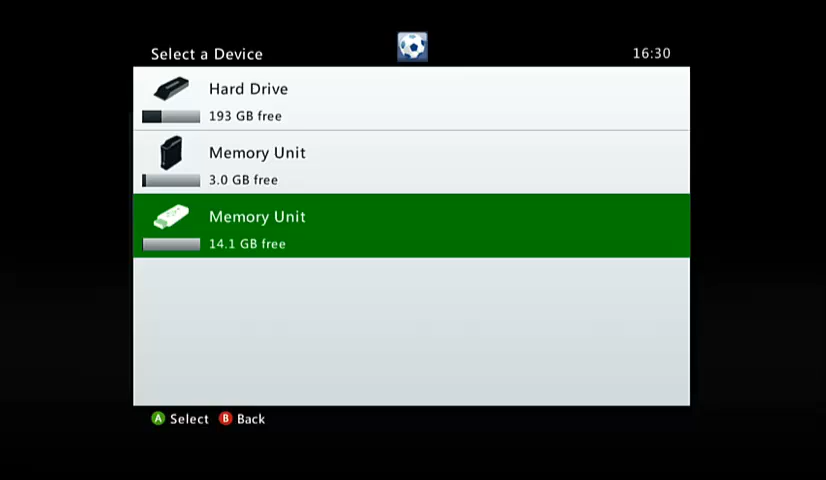 Select a Device
16:30
Hard Drive
193 GB free
Memory Unit
3.0 GB free
Memory Unit
14.1 GB free
A Select B Back